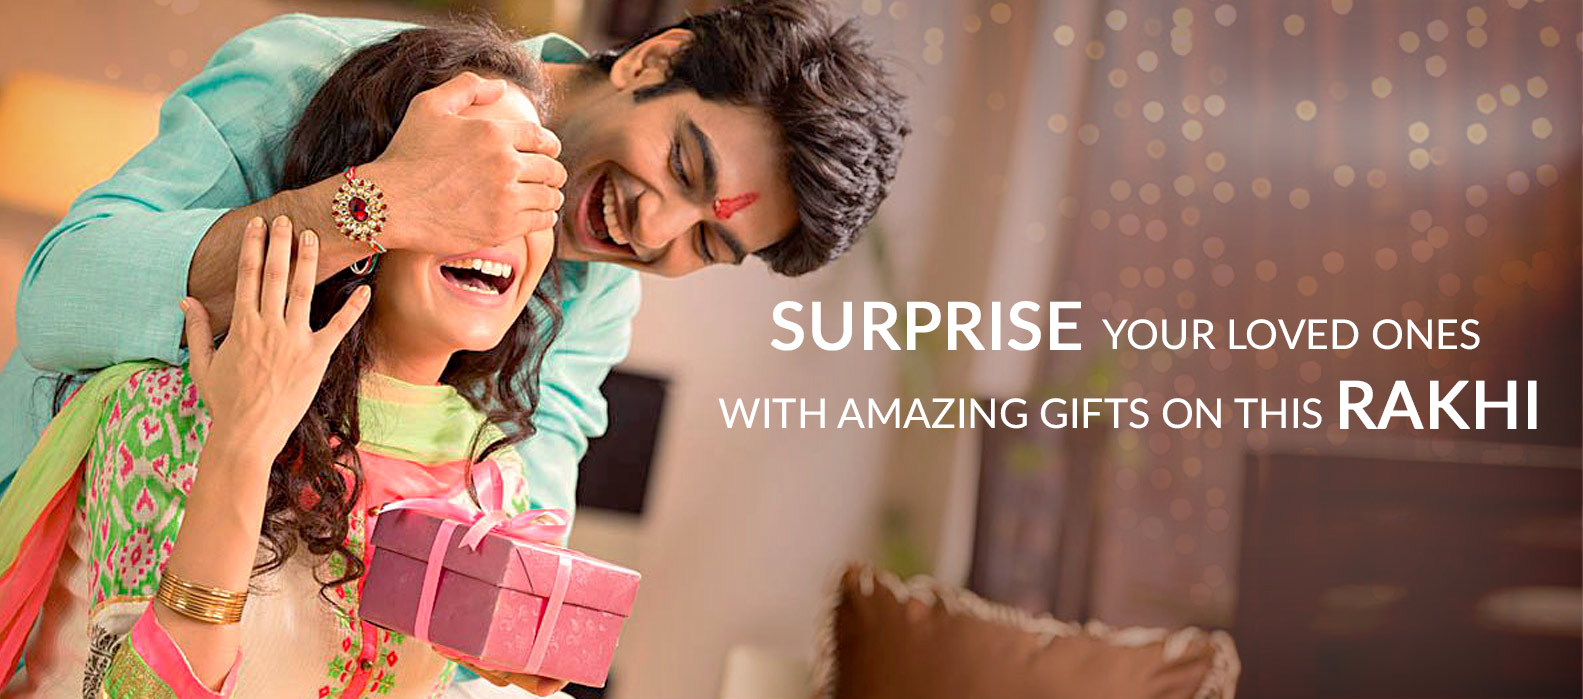 SURPRISE YOUR LOVED ONES
WITH AMAZING GIFTS ON THIS RAKHI